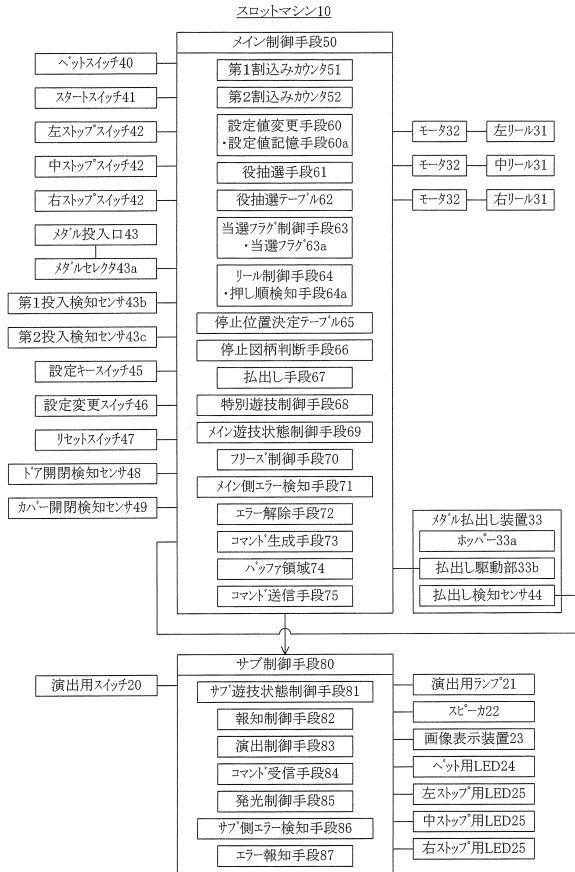 スロットマシン10
メイン制御手段50
第1割込みカウンタ51
第2割込みカウンタ52
設定値変更手段60
・設定値記憶手段60a
役抽選手段61
役抽選テーブル62
当選フラグ制御手段63
・当選フラグ63a
リール制御手段64
・押し順検知手段64a
停止位置決定テーブル65
停止図柄判断手段66
払出し手段67
特別遊技制御手段68
メイン遊技状態制御手段69
フリーズ制御手段70
メイン側エラー検知手段71
エラー解除手段72
コマンド生成手段73
バッファ領域74
コマンド送信手段75
ベットスイッチ40
スタートスイッチ41
左ストップスイッチ42
中ストップスイッチ42
右ストップスイッチ42
メダル投入口43
メダルセレクタ43a
第1投入検知センサ43b
第2投入検知センサ43c
設定キースイッチ45
設定変更スイッチ46
リセットスイッチ47
ドア開閉検知センサ48
カバー開閉検知センサ49
モータ32
左リール31
モータ32
中リール31
モータ32
右リール31
メダル払出し装置33
ホッパー33a
払出し駆動部33b
払出し検知センサ44
サブ制御手段80
サブ遊技状態制御手段81
報知制御手段82
演出制御手段83
コマンド受信手段84
発光制御手段85
サブ側エラー検知手段86
エラー報知手段87
演出用スイッチ20
演出用ランプ21
スピーカ22
画像表示装置23
ベット用LED24
左ストップ用LED25
中ストップ用LED25
右ストップ用LED25